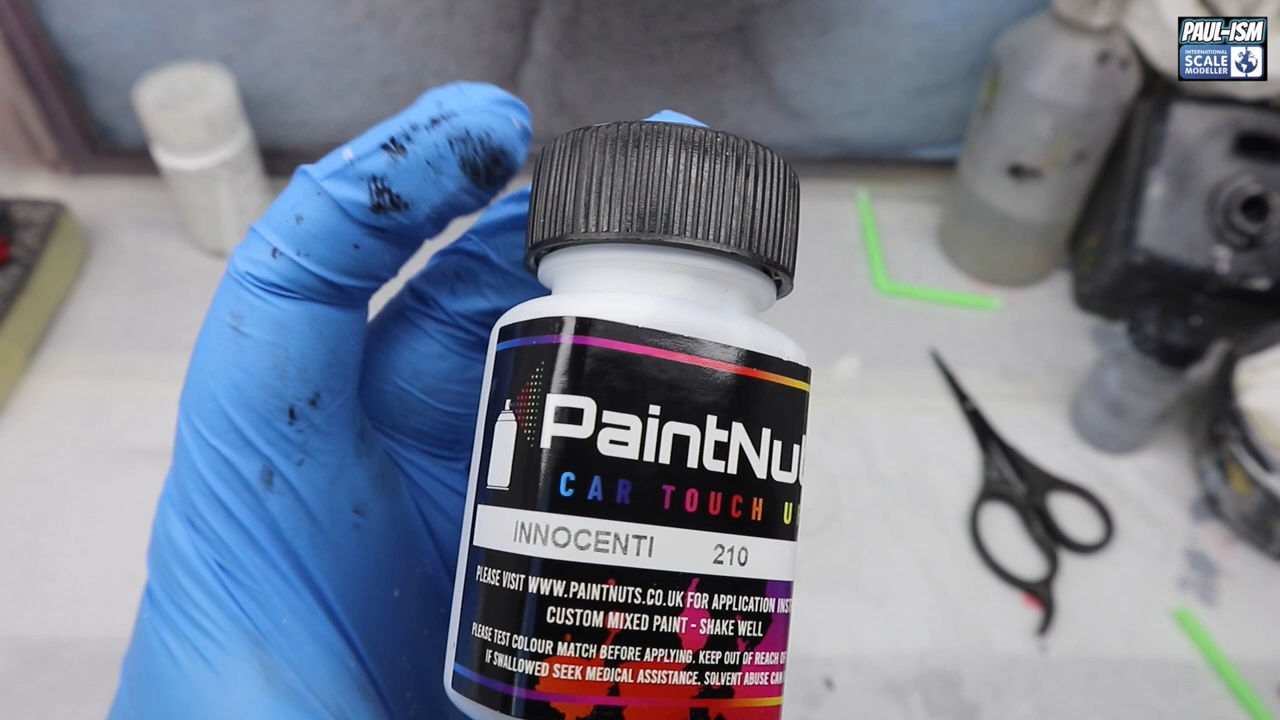 PAUL-ISM
INTERNATIONAL
SCALE
MODELLER
PaintNu
CAR TOUCH U
INNOCENTI 210
PLEASE VISIT WWW.PAINTNUTS.CO.UK FOR APPLICATION INST
CUSTOM MIXED PAINT - SHAKE WELL
PLEASE TEST COLOUR MATCH BEFORE APPLYING. KEEP OUT OF REACH OF
IF SWALLOWED SEEK MEDICAL ASSISTANCE. SOLVENT ABUSE CAN